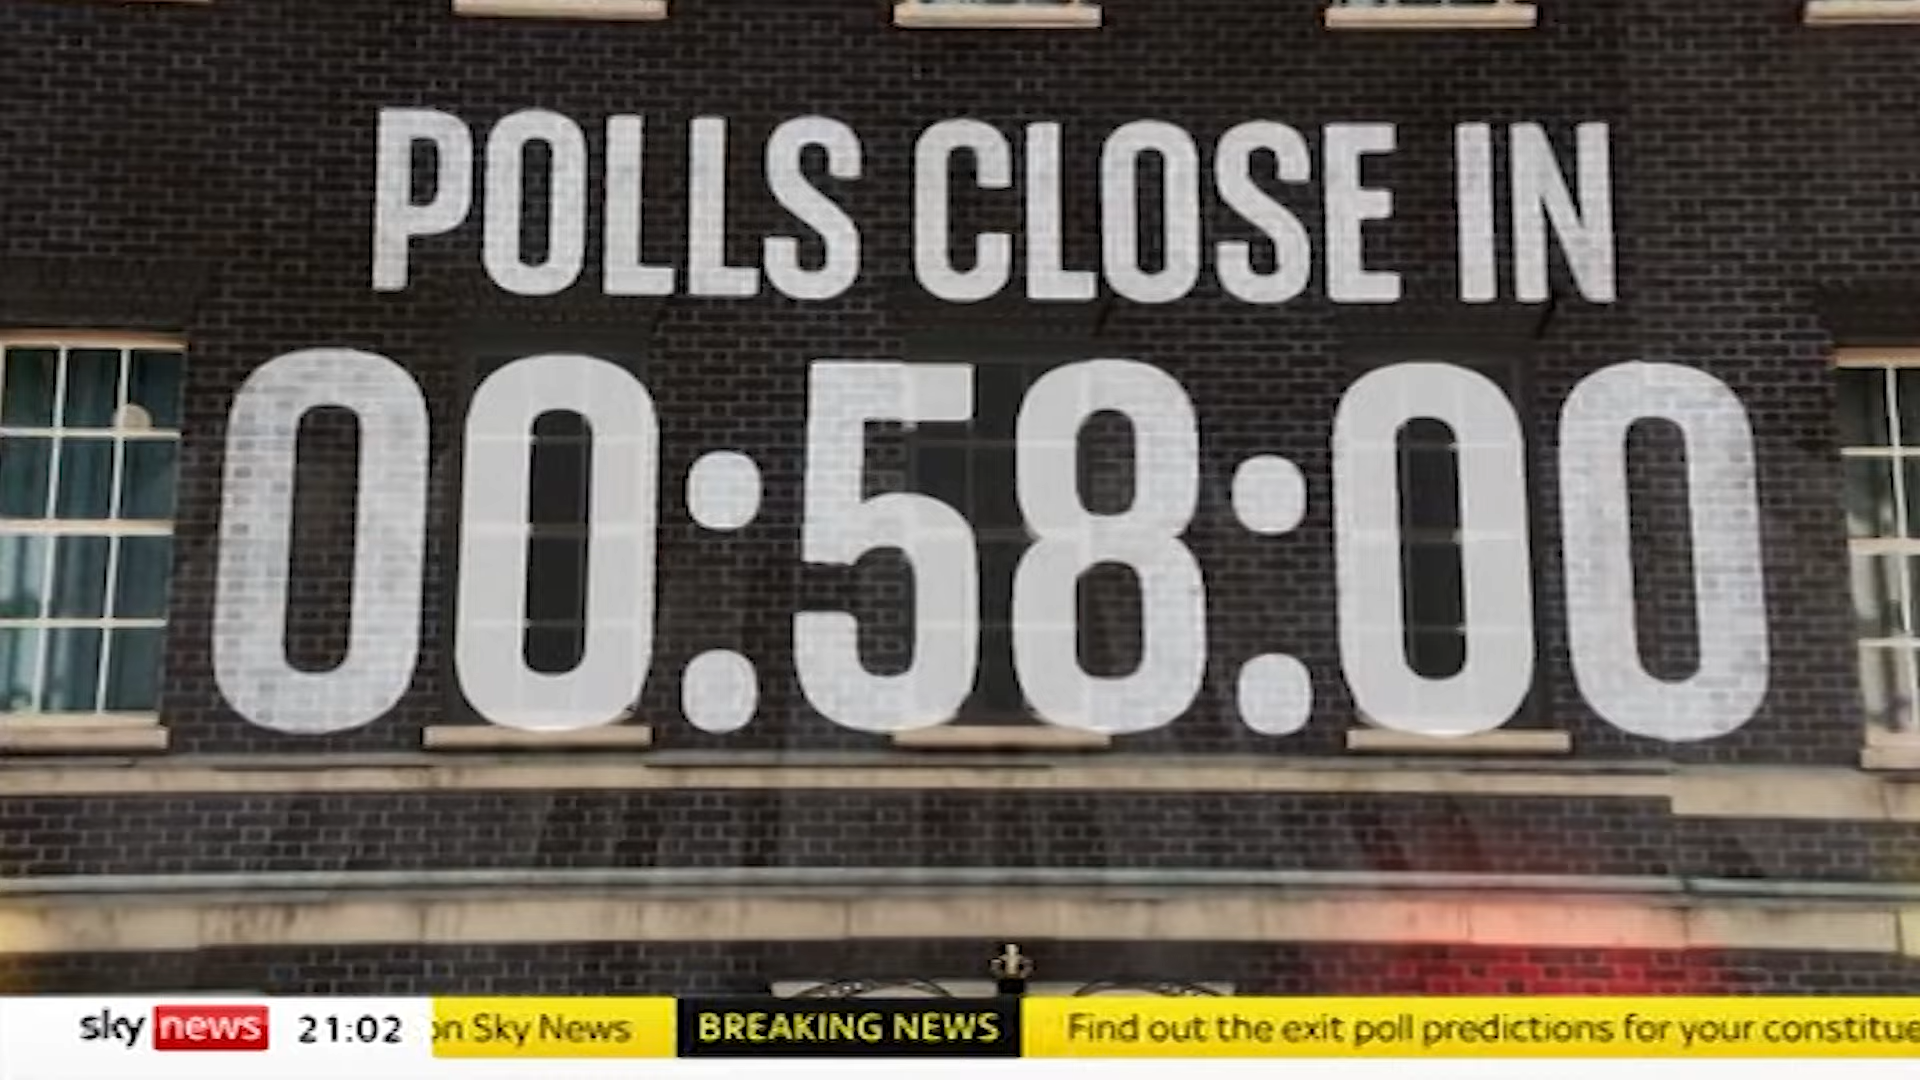 POLLS CLOSE IN
00:58:00
sky news 21:02 on Sky News BREAKING NEWS Find out the exit poll predictions for your constitue